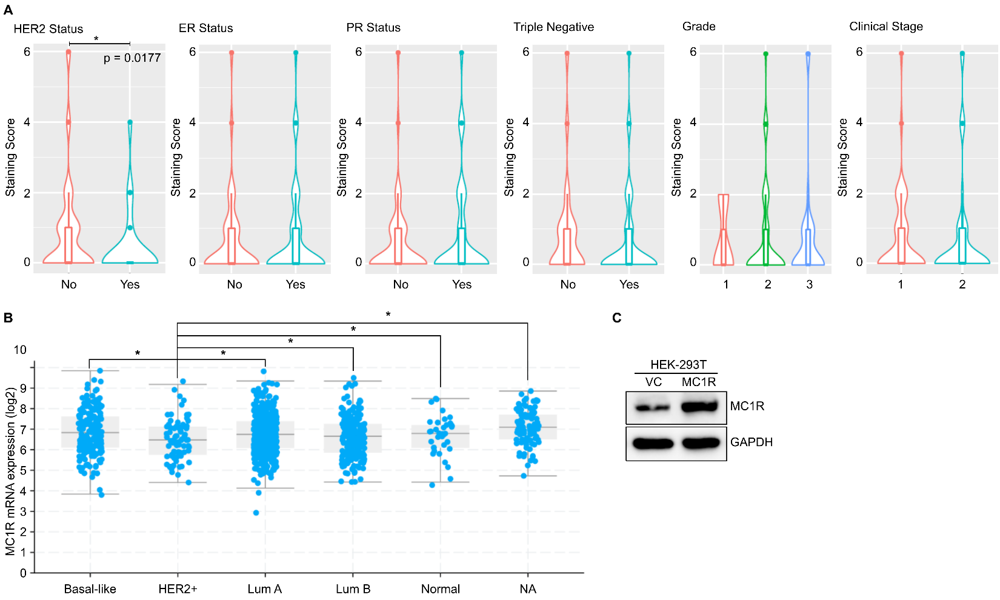 A
HER2 Status
ER Status
PR Status
Triple Negative
Grade
Clinical Stage
*
p = 0.0177
Staining Score
6
4
2
0
No Yes
Staining Score
6
4
2
0
No Yes
Staining Score
6
4
2
0
No Yes
Staining Score
6
4
2
0
No Yes
Staining Score
6
4
2
0
1 2 3
Staining Score
6
4
2
0
1 2
B
*
*
*
* *
MC1R mRNA expression (log2)
10
9
8
7
6
5
4
3
2
1
0
Basal-like HER2+ Lum A Lum B Normal NA
C
HEK-293T
VC MC1R
MC1R
GAPDH